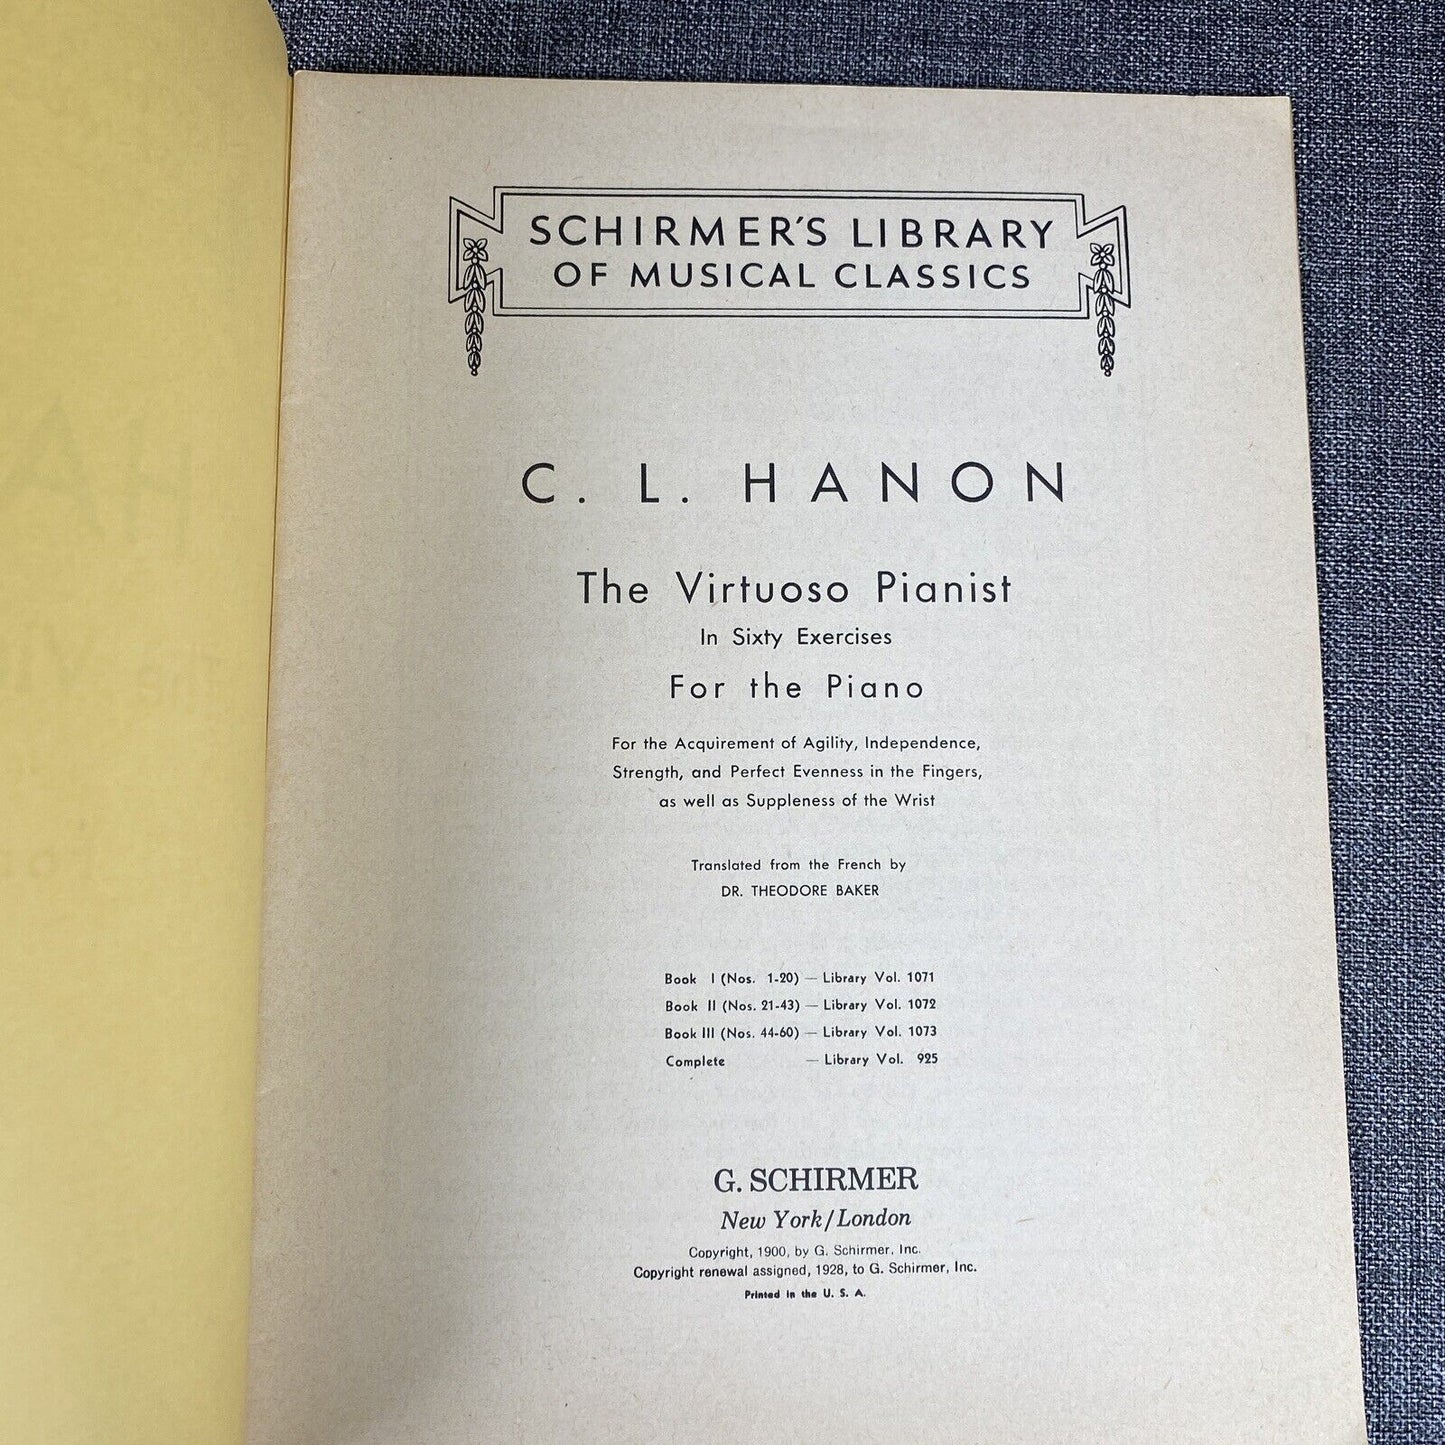 SCHIRMER'S LIBRARY
OF MUSICAL CLASSICS
C. L. HANON
The Virtuoso Pianist
In Sixty Exercises
For the Piano
For the Acquirement of Agility, Independence,
Strength, and Perfect Evenness in the Fingers,
as well as Suppleness of the Wrist
Translated from the French by
DR. THEODORE BAKER
Book I (Nos. 1-20) — Library Vol. 1071
Book II (Nos. 21-43) — Library Vol. 1072
Book III (Nos. 44-60) — Library Vol. 1073
Complete — Library Vol. 925
G. SCHIRMER
New York/London
Copyright, 1900, by G. Schirmer, Inc.
Copyright renewal assigned, 1928, to G. Schirmer, Inc.
Printed in the U. S. A.